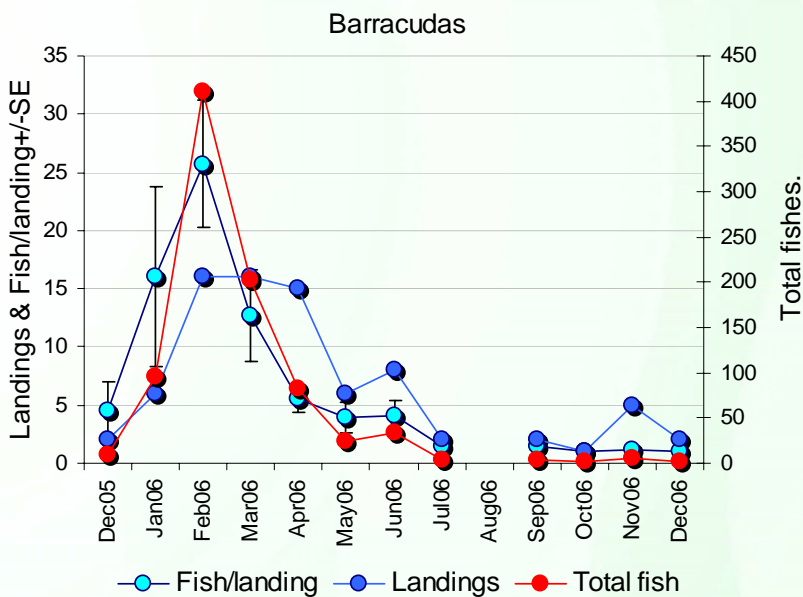 Barracudas
35
30
25
20
15
10
5
0
Landings & Fish/landing+/-SE
450
400
350
300
250
200
150
100
50
0
Total fishes.
Dec05
Jan06
Feb06
Mar06
Apr06
May06
Jun06
Jul06
Aug06
Sep06
Oct06
Nov06
Dec06
Fish/landing Landings Total fish